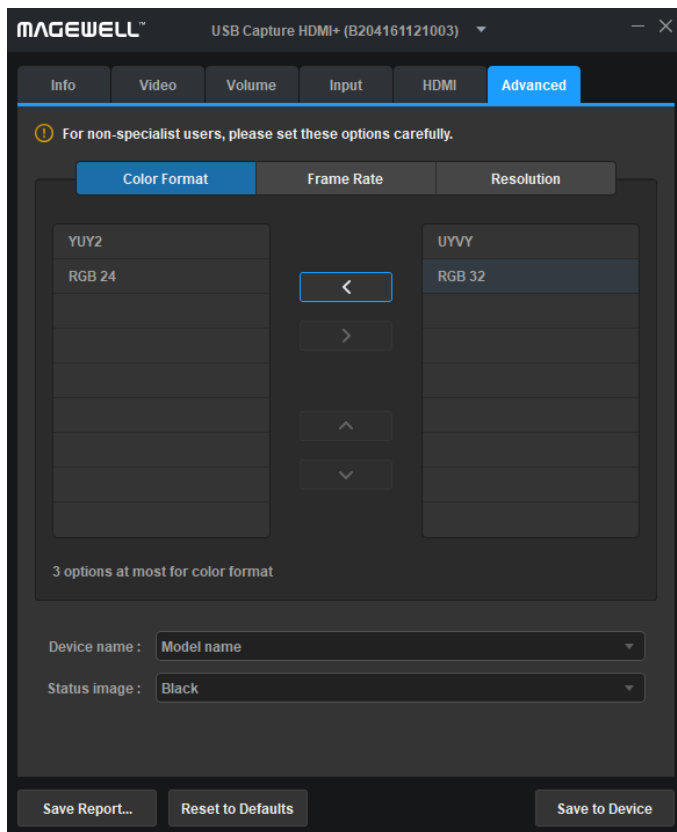 MAGEWELL™ USB Capture HDMI+ (B204161121003)
Info Video Volume Input HDMI Advanced
For non-specialist users, please set these options carefully.
Color Format Frame Rate Resolution
YUY2 UYVY
RGB 24 RGB 32
3 options at most for color format
Device name : Model name
Status image : Black
Save Report... Reset to Defaults Save to Device